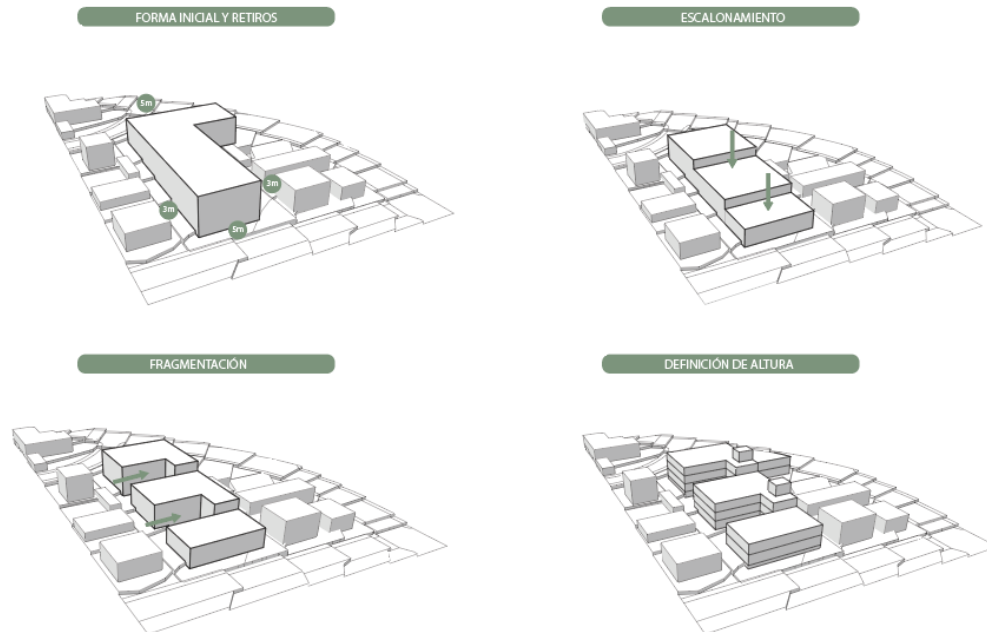 FORMA INICIAL Y RETIROS
ESCALONAMIENTO
5m
3m
3m
5m
FRAGMENTACIÓN
DEFINICIÓN DE ALTURA